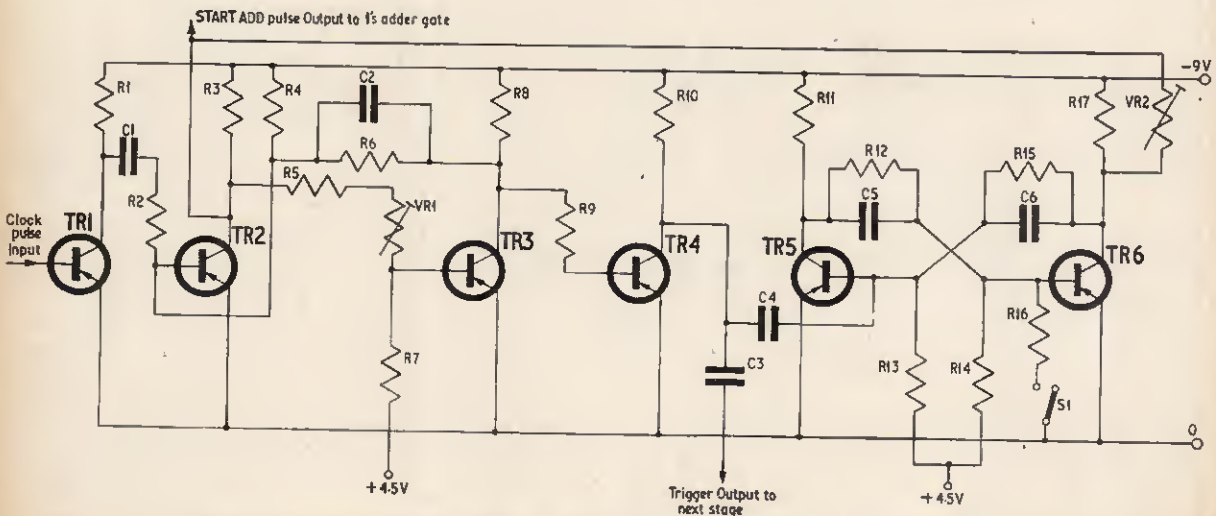 START ADD pulse Output to 1's adder gate
-9V
R1
R3
R4
C2
R8
R10
R11
R17
VR2
C1
R6
R12
R15
R5
C5
C6
R2
VR1
R9
TR1
TR2
TR3
TR4
TR5
TR6
Clock
pulse
Input
C4
R16
C3
R7
R13
R14
S1
0
+4.5V
Trigger Output to
next stage
+4.5V